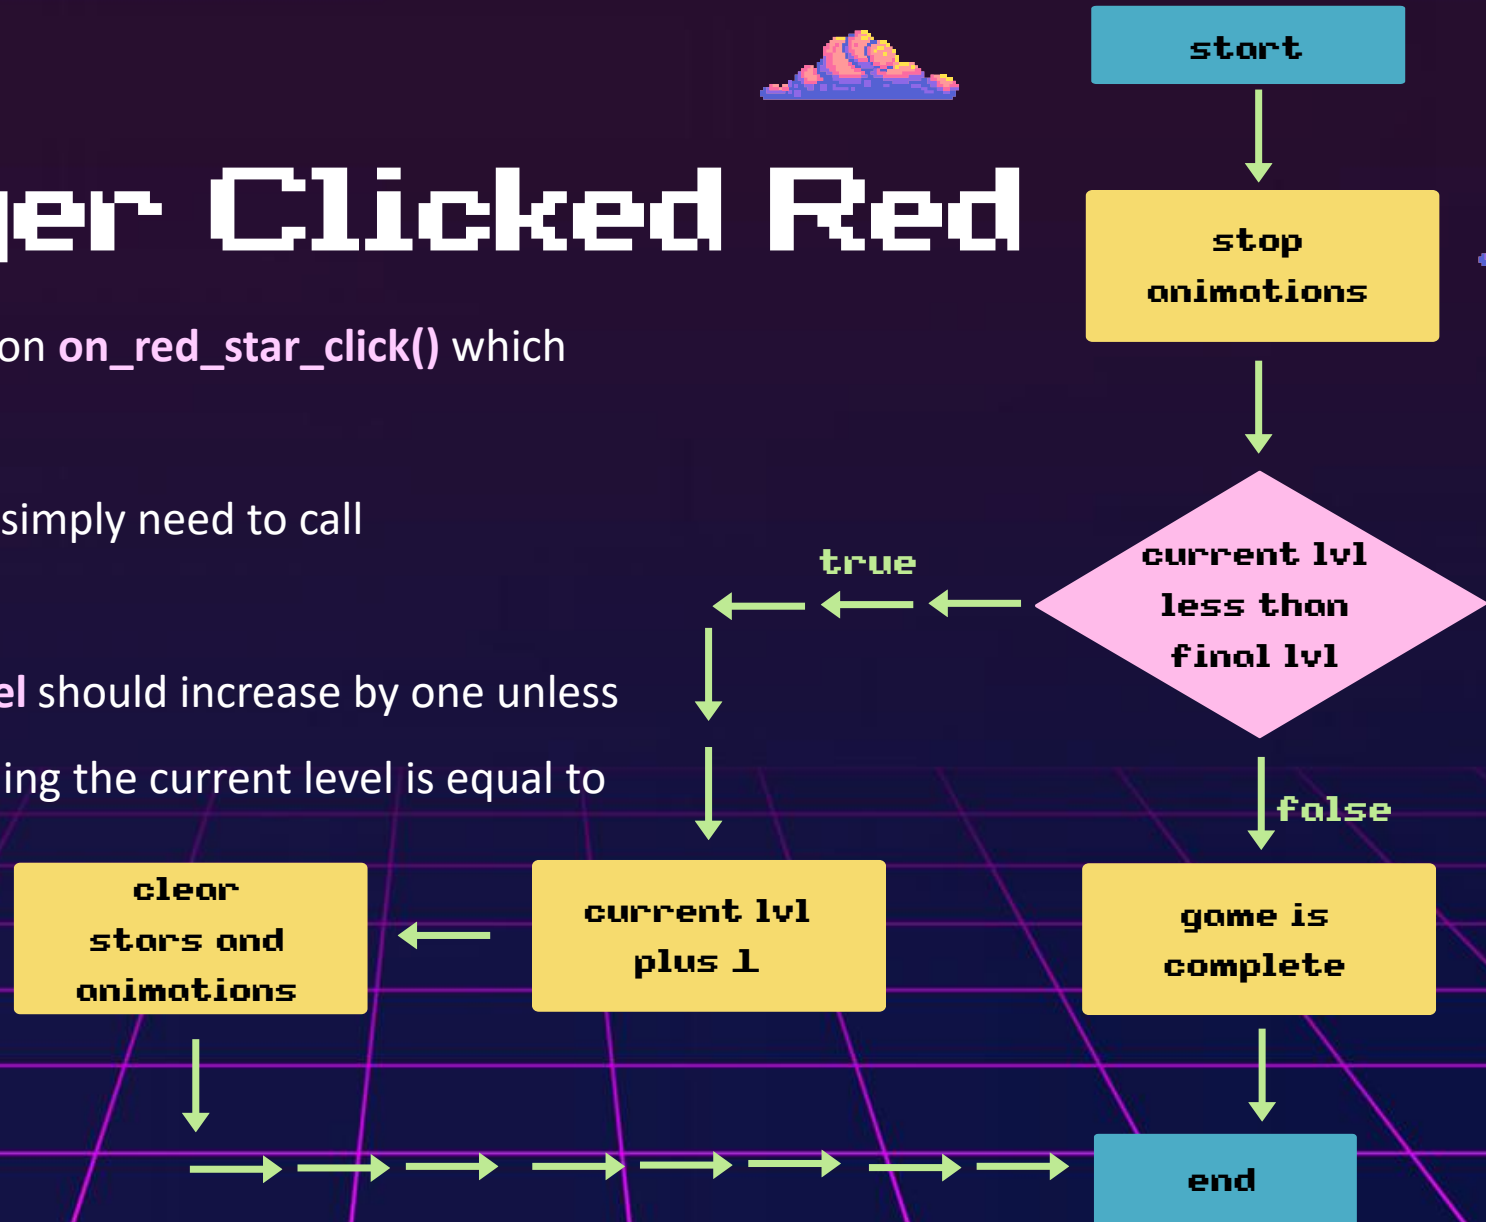 start
ger Clicked Red
stop
animations
on on_red_star_click() which
simply need to call
current lvl
less than
final lvl
true
el should increase by one unless
ing the current level is equal to
false
clear
stars and
animations
current lvl
plus 1
game is
complete
end